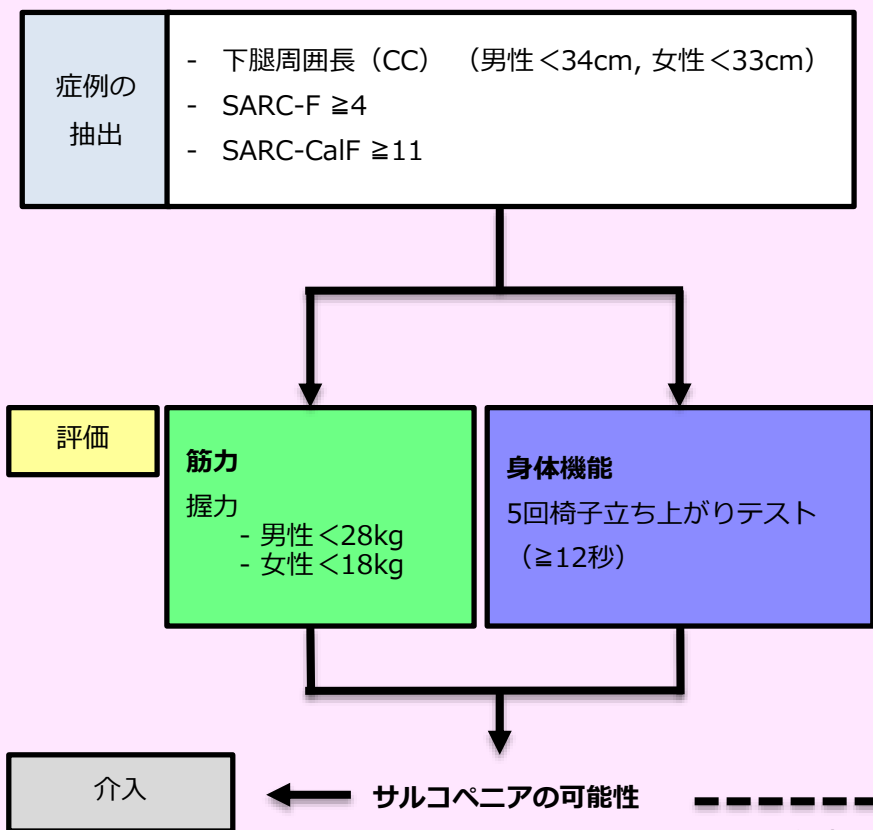 症例の
抽出
- 下腿周囲長（CC）（男性＜34cm, 女性＜33cm）
- SARC-F ≧4
- SARC-CalF ≧11
評価
筋力
握力
- 男性＜28kg
- 女性＜18kg
身体機能
5回椅子立ち上がりテスト
（≧12秒）
介入
サルコペニアの可能性